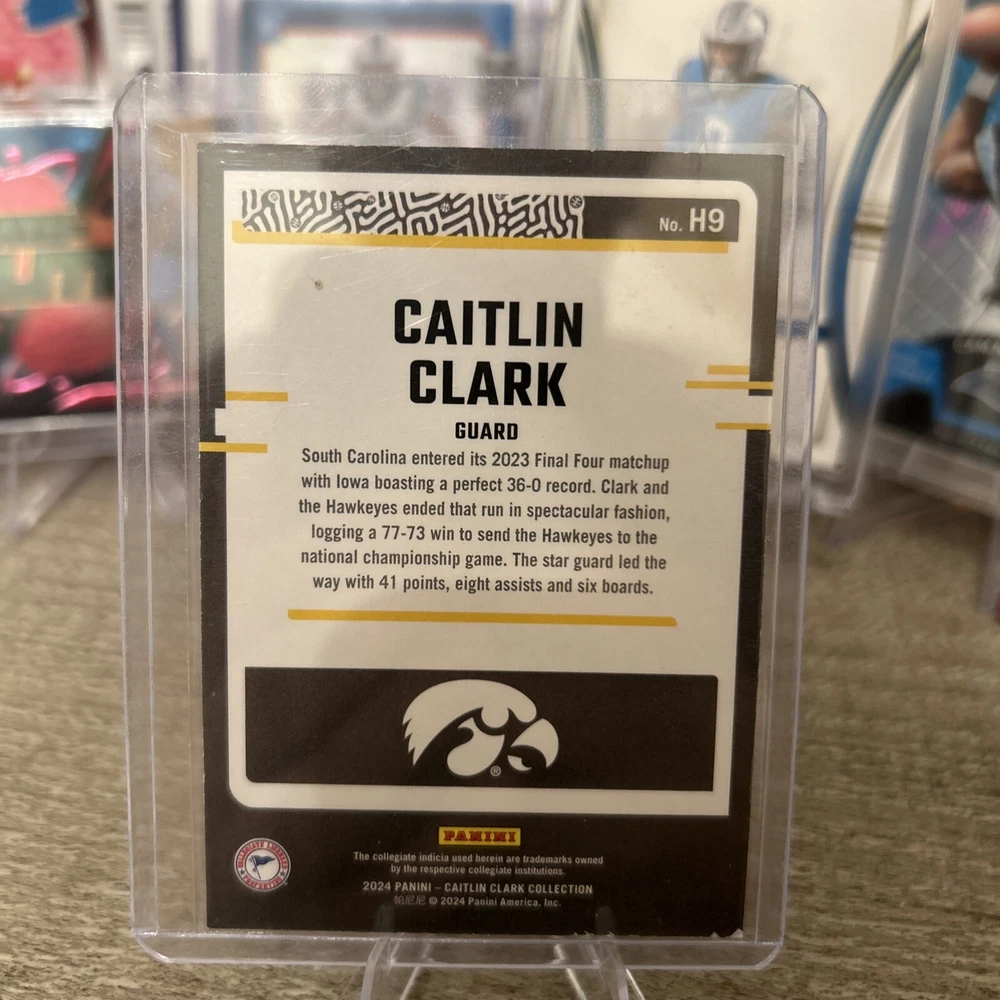 No. H9
CAITLIN
CLARK
GUARD
South Carolina entered its 2023 Final Four matchup
with Iowa boasting a perfect 36-0 record. Clark and
the Hawkeyes ended that run in spectacular fashion,
logging a 77-73 win to send the Hawkeyes to the
national championship game. The star guard led the
way with 41 points, eight assists and six boards.
®
PANINI
The collegiate indicia used herein are trademarks owned
by the respective collegiate institutions.
2024 PANINI – CAITLIN CLARK COLLECTION
帕尼尼 © 2024 Panini America, Inc.